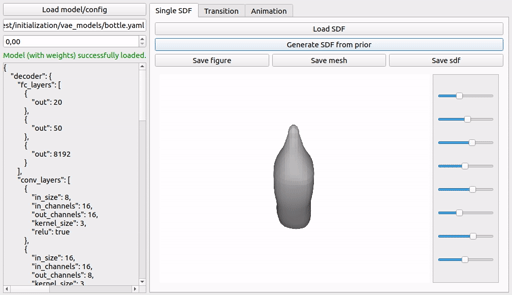 Load model/config
est/initialization/vae_models/bottle.yaml
0,00
Model (with weights) successfully loaded.
{
"decoder": {
"fc_layers": [
{
"out": 20
},
{
"out": 50
},
{
"out": 8192
}
],
"conv_layers": [
{
"in_size": 8,
"in_channels": 16,
"out_channels": 16,
"kernel_size": 3,
"relu": true
},
{
"in_size": 16,
"in_channels": 16,
"out_channels": 8,
"kernel_size": 3,
Single SDF Transition Animation
Load SDF
Generate SDF from prior
Save figure Save mesh Save sdf